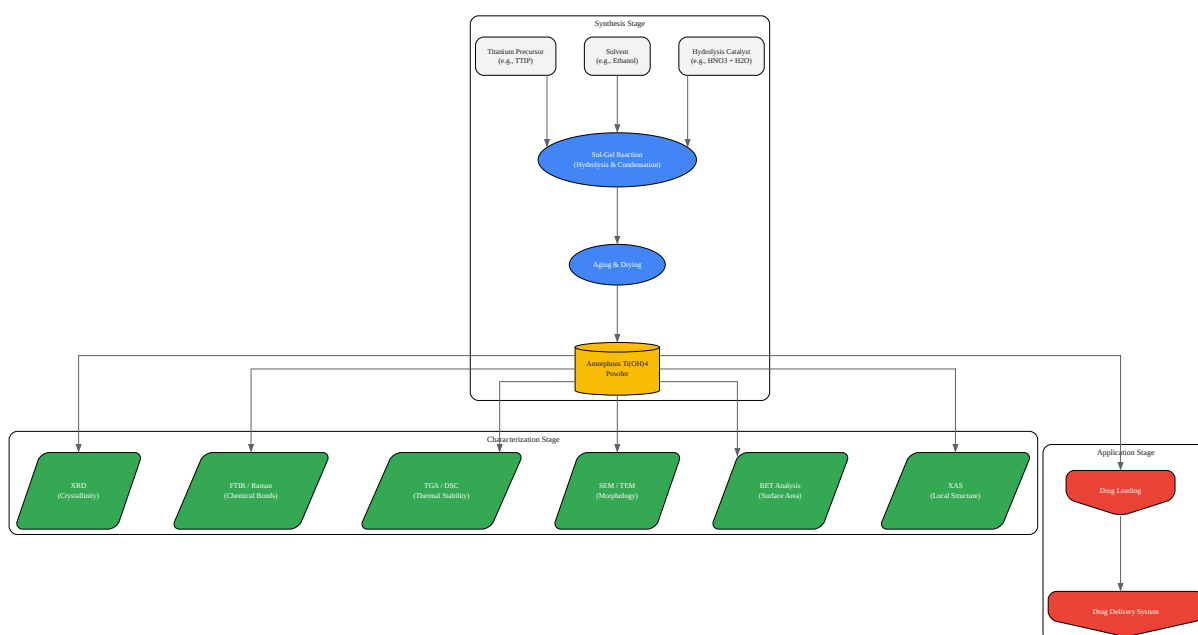 Synthesis Stage
Titanium Precursor
(e.g., TTIP)
Solvent
(e.g., Ethanol)
Hydrolysis Catalyst
(e.g., HNO3 + H2O)
Sol-Gel Reaction
(Hydrolysis & Condensation)
Aging & Drying
Amorphous Ti(OH)4
Powder
Characterization Stage
XRD
(Crystallinity)
FTIR / Raman
(Chemical Bonds)
TGA / DSC
(Thermal Stability)
SEM / TEM
(Morphology)
BET Analysis
(Surface Area)
XAS
(Local Structure)
Application Stage
Drug Loading
Drug Delivery System